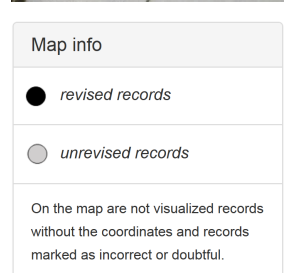 Map info
revised records
unrevised records
On the map are not visualized records
without the coordinates and records
marked as incorrect or doubtful.